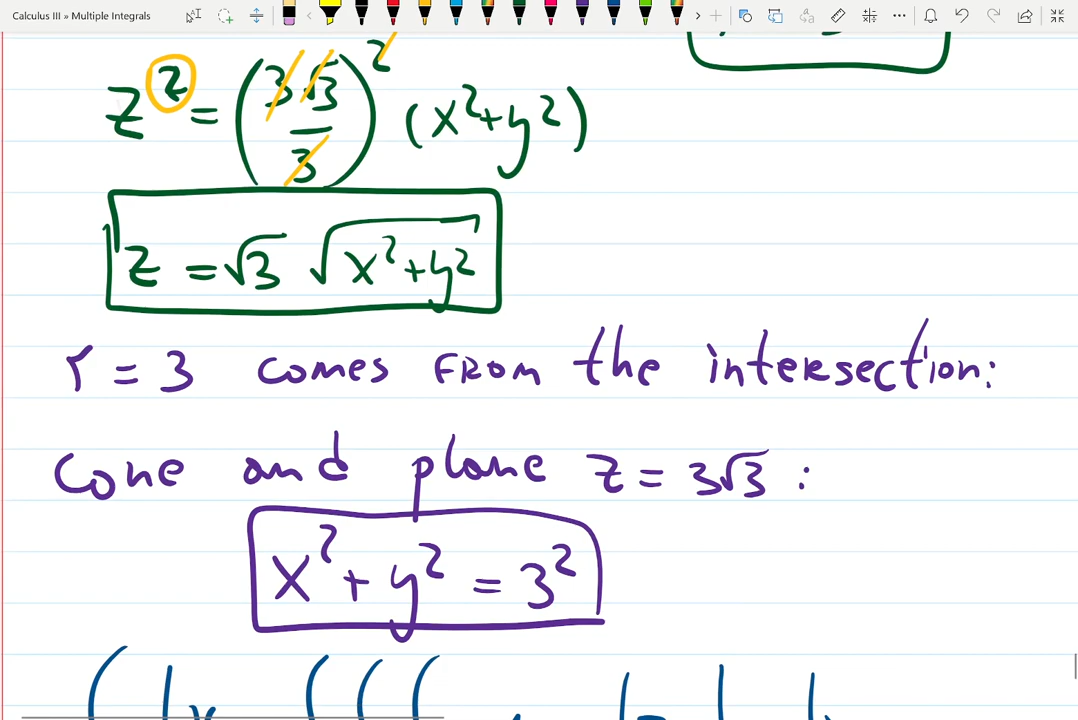 Calculus III » Multiple Integrals
z² = (3√3/3)² (x²+y²)
z = √3 √x²+y²
r = 3 comes from the intersection:
cone and plane z = 3√3 :
x² + y² = 3²